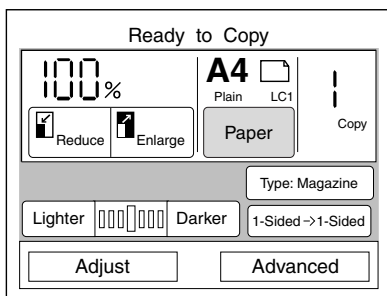 Ready to Copy
100%
A4
Plain LC1
1
Copy
Reduce
Enlarge
Paper
Type: Magazine
Lighter
Darker
1-Sided->1-Sided
Adjust
Advanced